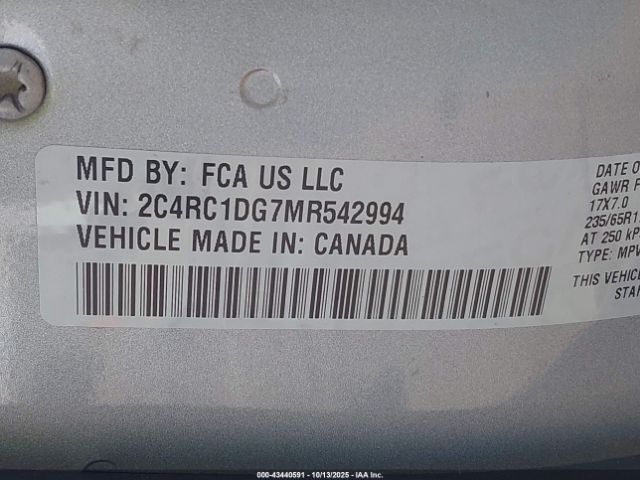 MFD BY: FCA US LLC
VIN: 2C4RC1DG7MR542994
VEHICLE MADE IN: CANADA
DATE O
GAWR F
17X7.0
235/65R1
AT 250 kP
TYPE: MPV
THIS VEHICLE
STAN
000-43440591 - 10/13/2025 - IAA Inc.